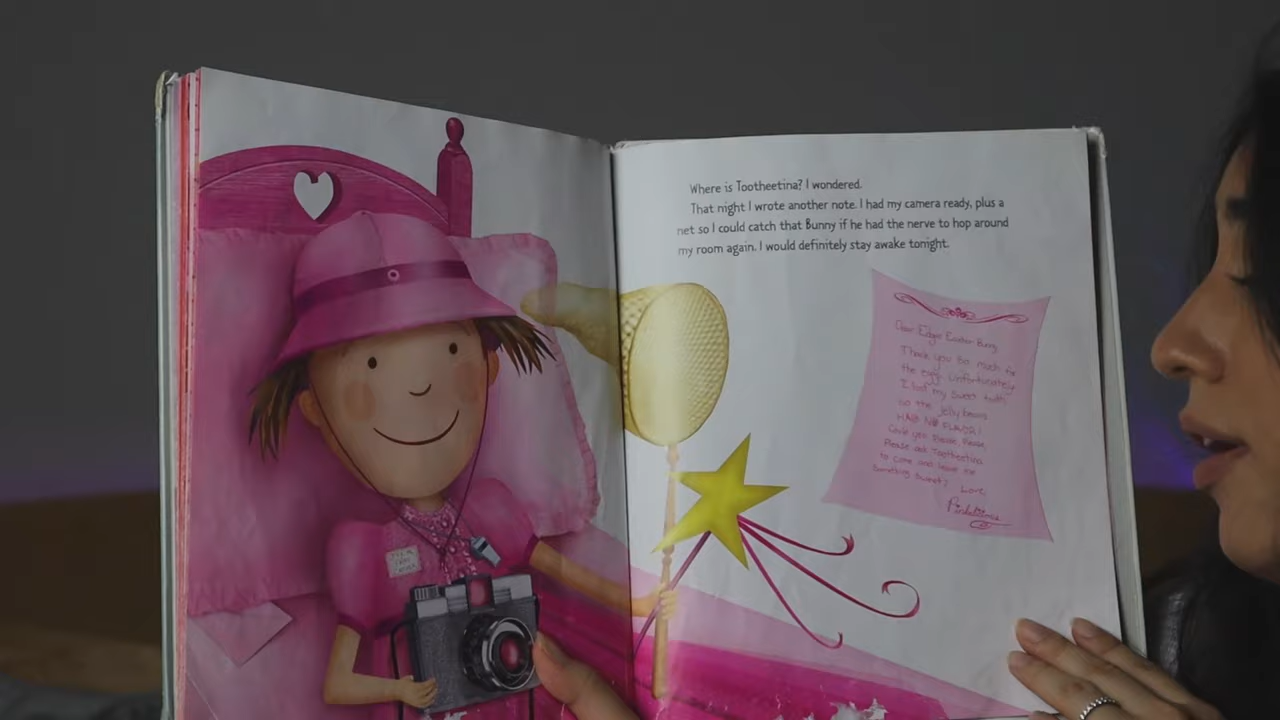 Where is Tootheetina? I wondered.
That night I wrote another note. I had my camera ready, plus a
net so I could catch that Bunny if he had the nerve to hop around
my room again. I would definitely stay awake tonight.
Dear Edgar Easter Bunny,
Thank you so much for
the egg. Unfortunately
I lost my sweet tooth
so the jelly beans
HAD NO FLAVOR!
Could you please, please,
Please ask Tootheetina
to come and leave me
something sweet?
Love,
Pinkalicious